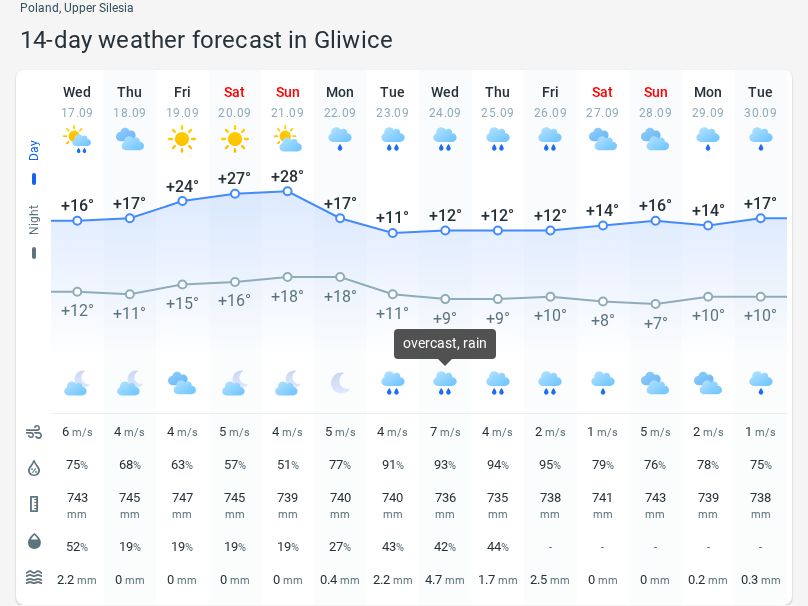 Poland, Upper Silesia
14-day weather forecast in Gliwice
Wed Thu Fri Sat Sun Mon Tue Wed Thu Fri Sat Sun Mon Tue
17.09 18.09 19.09 20.09 21.09 22.09 23.09 24.09 25.09 26.09 27.09 28.09 29.09 30.09
Day
+16° +17° +24° +27° +28° +17° +11° +12° +12° +12° +14° +16° +14° +17°
Night
+12° +11° +15° +16° +18° +18° +11° +9° +9° +10° +8° +7° +10° +10°
overcast, rain
6 m/s 4 m/s 4 m/s 5 m/s 4 m/s 5 m/s 4 m/s 7 m/s 4 m/s 2 m/s 1 m/s 5 m/s 2 m/s 1 m/s
75% 68% 63% 57% 51% 77% 91% 93% 94% 95% 79% 76% 78% 75%
743 745 747 745 739 740 740 736 735 738 741 743 739 738
mm mm mm mm mm mm mm mm mm mm mm mm mm mm
52% 19% 19% 19% 19% 27% 43% 42% 44% - - - - -
2.2 mm 0 mm 0 mm 0 mm 0 mm 0.4 mm 2.2 mm 4.7 mm 1.7 mm 2.5 mm 0 mm 0 mm 0.2 mm 0.3 mm